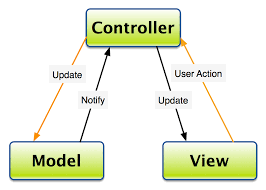 Controller
Update
User Action
Notify
Update
Model
View